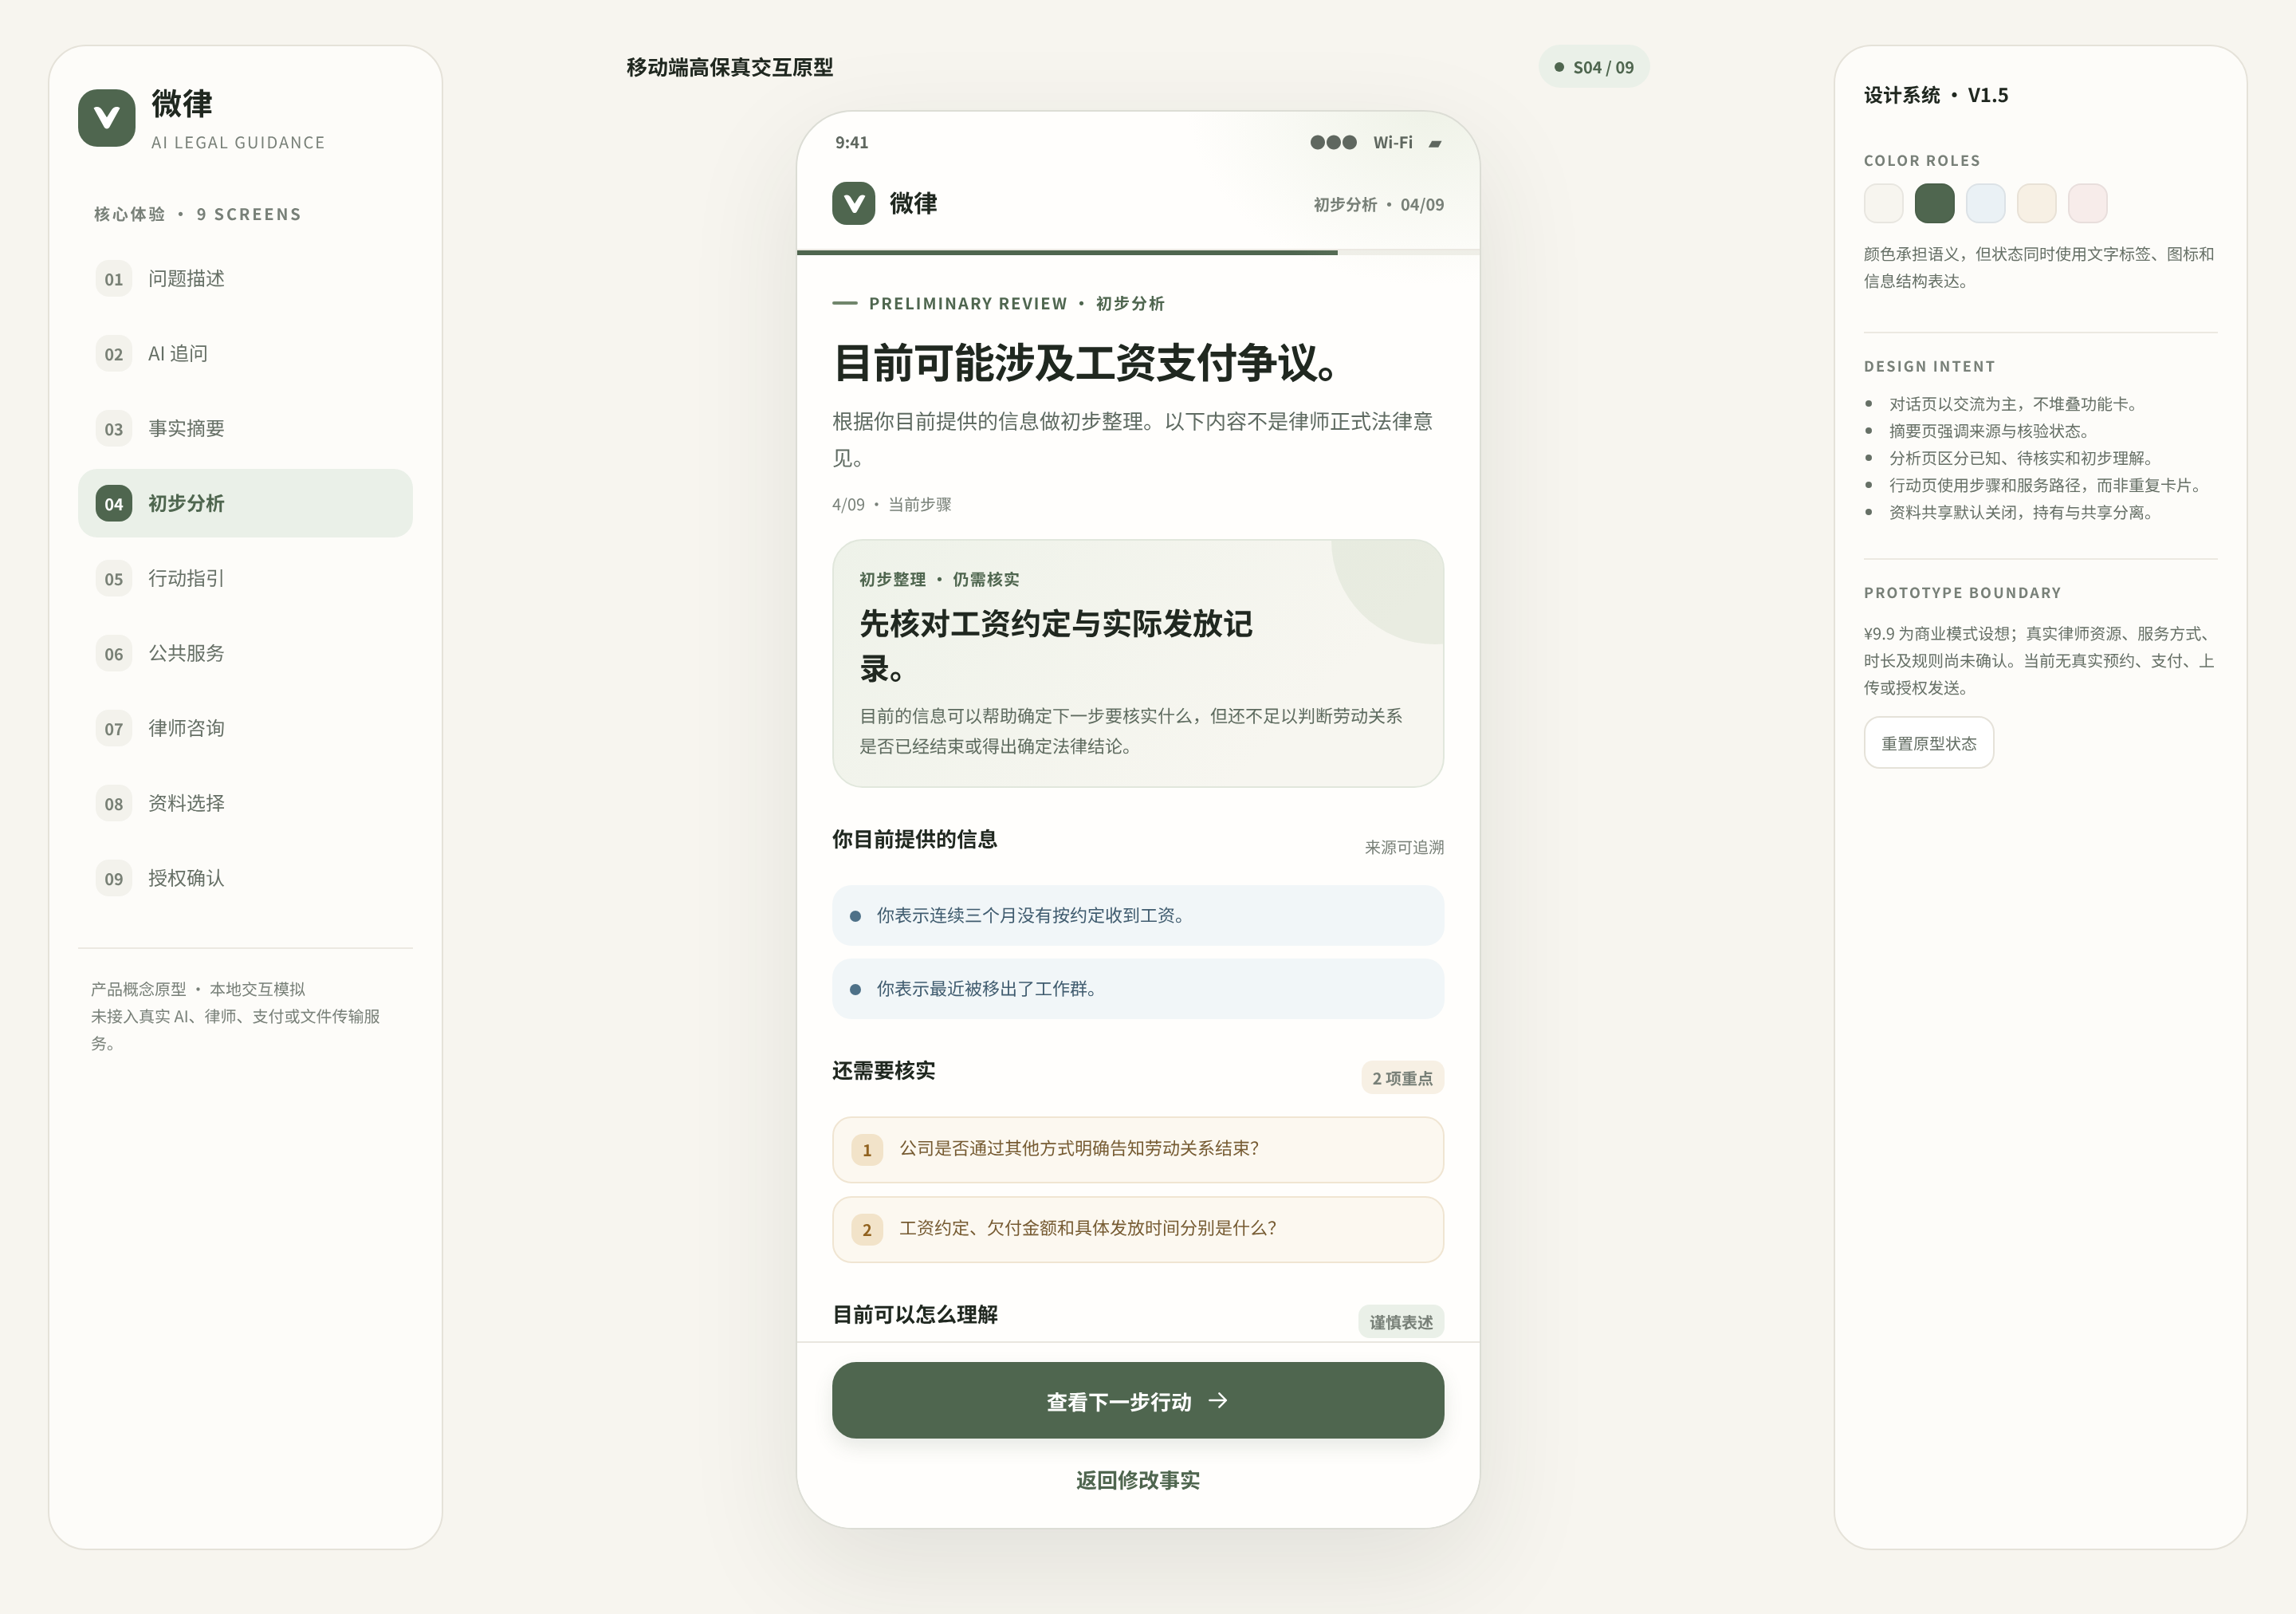 微律
AI LEGAL GUIDANCE
核心体验 • 9 SCREENS
01 问题描述
02 AI 追问
03 事实摘要
04 初步分析
05 行动指引
06 公共服务
07 律师咨询
08 资料选择
09 授权确认
产品概念原型 • 本地交互模拟
未接入真实 AI、律师、支付或文件传输服
务。
移动端高保真交互原型
S04 / 09
9:41
Wi-Fi
微律
初步分析 • 04/09
PRELIMINARY REVIEW • 初步分析
目前可能涉及工资支付争议。
根据你目前提供的信息做初步整理。以下内容不是律师正式法律意
见。
4/09 • 当前步骤
初步整理 • 仍需核实
先核对工资约定与实际发放记
录。
目前的信息可以帮助确定下一步要核实什么，但还不足以判断劳动关系
是否已经结束或得出确定法律结论。
你目前提供的信息
来源可追溯
你表示连续三个月没有按约定收到工资。
你表示最近被移出了工作群。
还需要核实
2 项重点
1 公司是否通过其他方式明确告知劳动关系结束？
2 工资约定、欠付金额和具体发放时间分别是什么？
目前可以怎么理解
谨慎表述
查看下一步行动 →
返回修改事实
设计系统 • V1.5
COLOR ROLES
颜色承担语义，但状态同时使用文字标签、图标和
信息结构表达。
DESIGN INTENT
• 对话页以交流为主，不堆叠功能卡。
• 摘要页强调来源与核验状态。
• 分析页区分已知、待核实和初步理解。
• 行动页使用步骤和服务路径，而非重复卡片。
• 资料共享默认关闭，持有与共享分离。
PROTOTYPE BOUNDARY
¥9.9 为商业模式设想；真实律师资源、服务方式、
时长及规则尚未确认。当前无真实预约、支付、上
传或授权发送。
重置原型状态